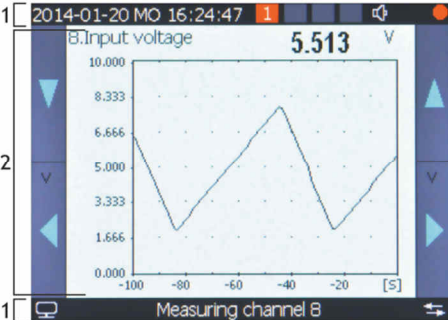 1 2014-01-20 MO 16:24:47 1
8.Input voltage 5.513 V
10.000
8.333
6.666
2
V V
5.000
3.333
1.666
0.000
-100 -80 -60 -40 -20 [S]
1 Measuring channel 8